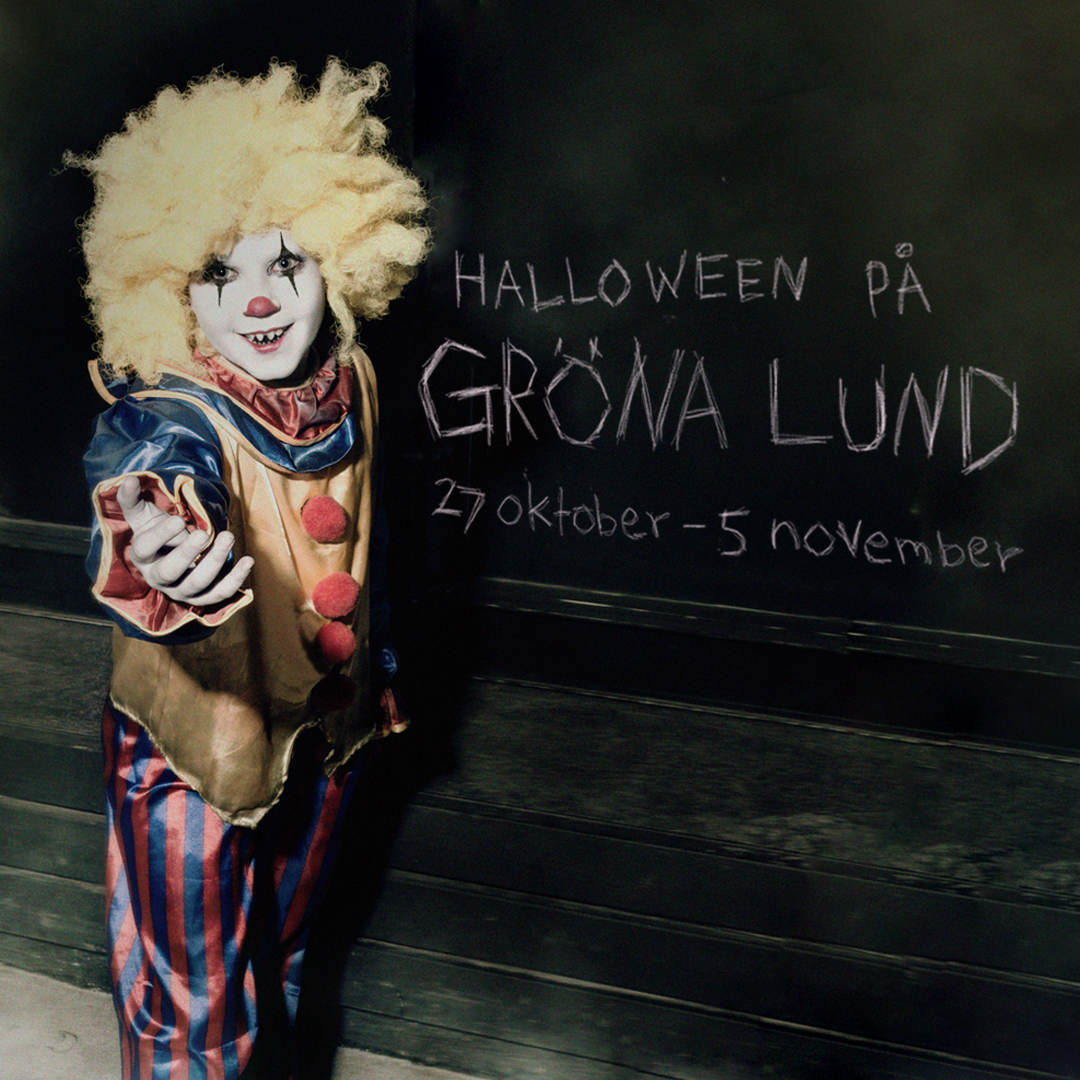 HALLOWEEN PÅ
GRÖNA LUND
27 oktober – 5 november